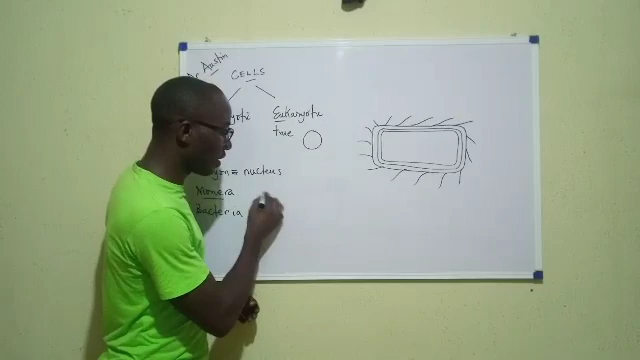 Dr Austin
CELLS
Eukaryotic
true
= nucleus
Monera
Bacteria